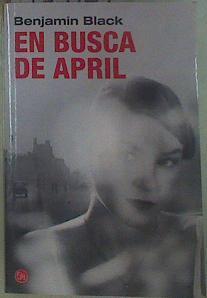 Benjamin Black
EN BUSCA
DE APRIL